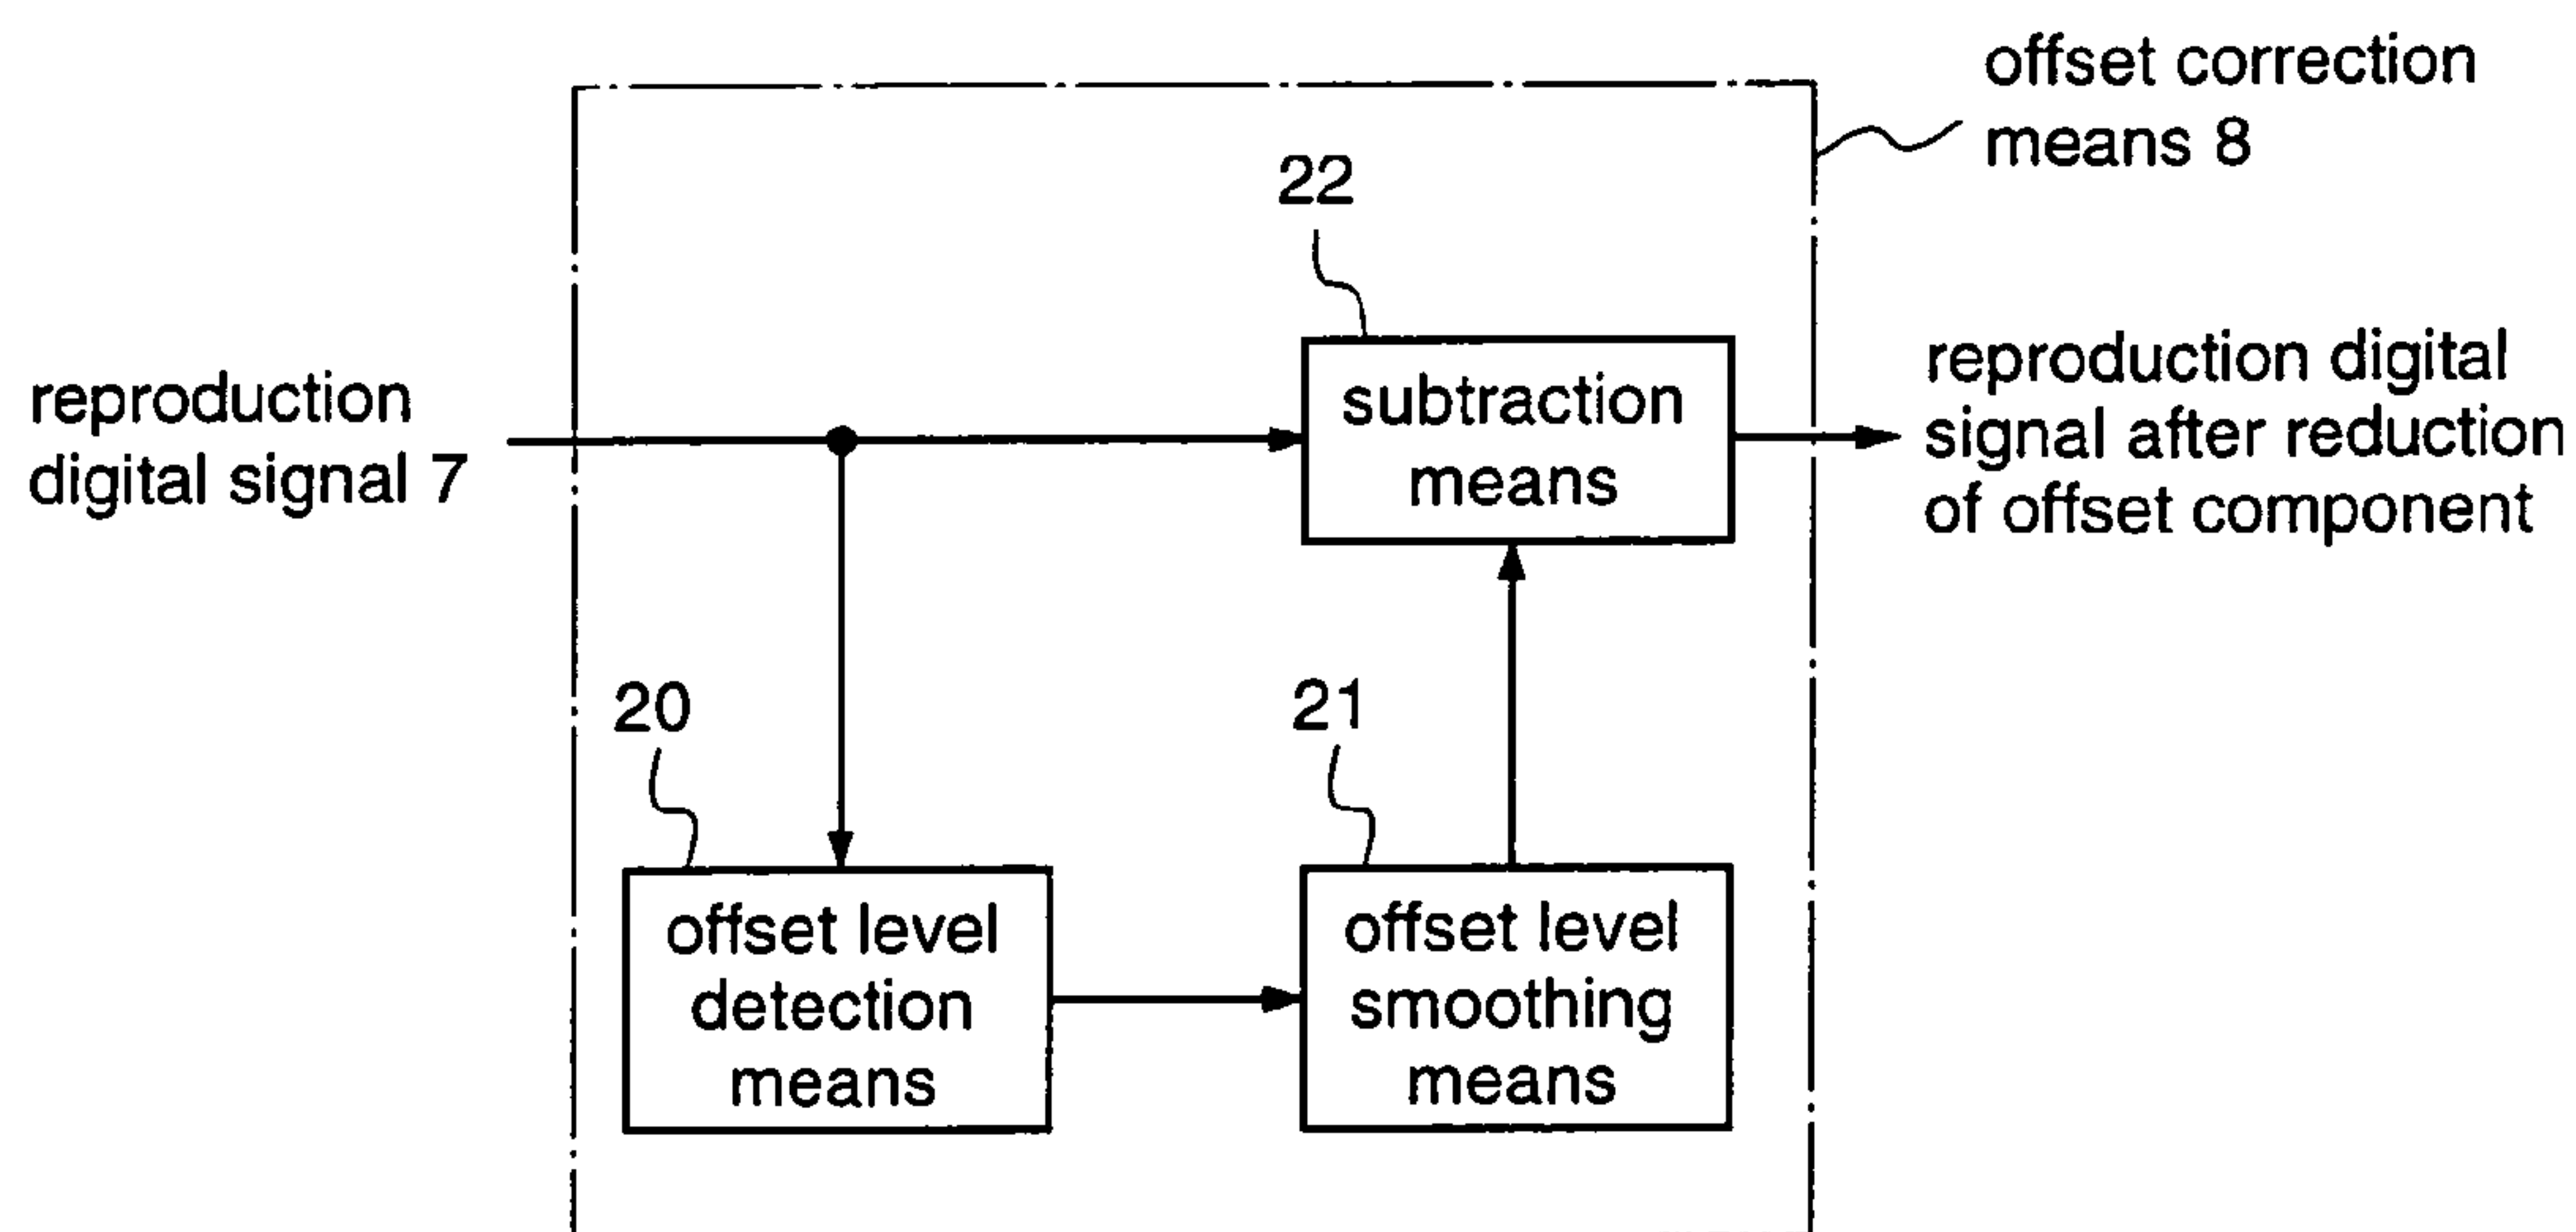 offset correction
means 8
22
reproduction
digital signal 7
subtraction
means
reproduction digital
signal after reduction
of offset component
20
21
offset level
detection
means
offset level
smoothing
means